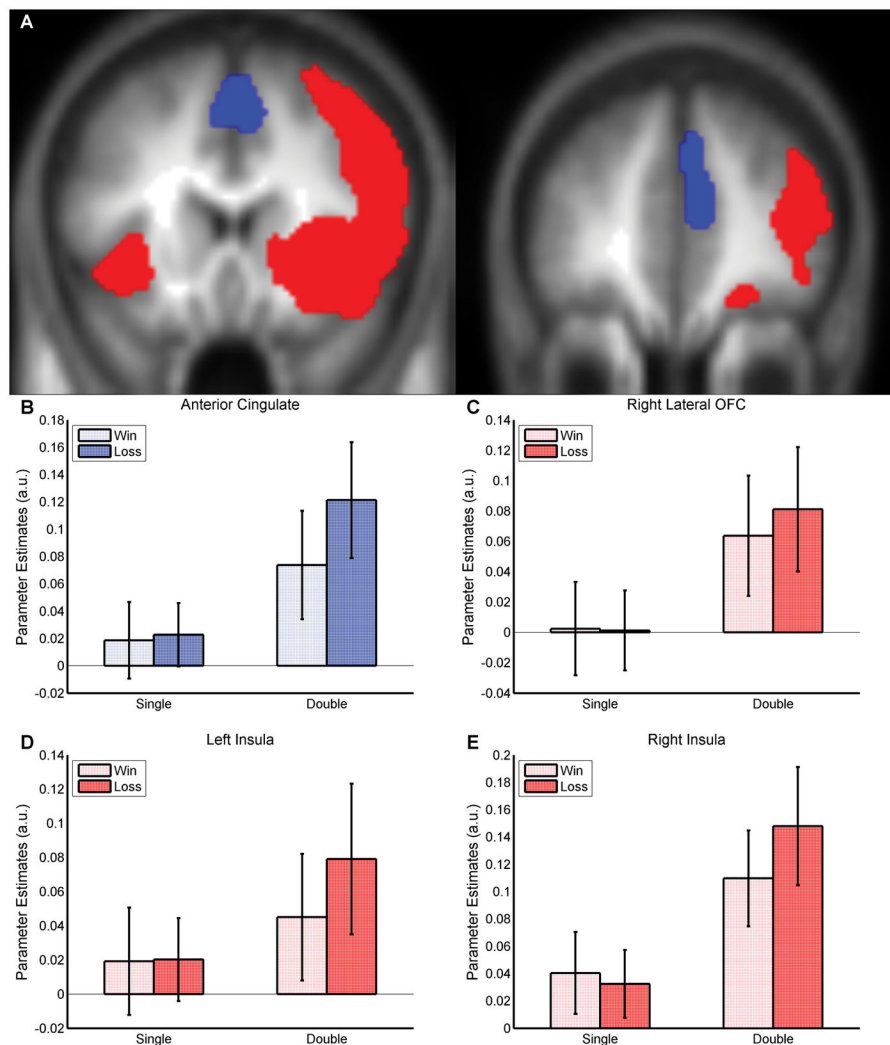 A
B
Anterior Cingulate
Parameter Estimates (a.u.)
0.18
0.16
0.14
0.12
0.1
0.08
0.06
0.04
0.02
0
-0.02
Win
Loss
Single
Double
C
Right Lateral OFC
Parameter Estimates (a.u.)
0.14
0.12
0.1
0.08
0.06
0.04
0.02
0
-0.02
-0.04
Win
Loss
Single
Double
D
Left Insula
Parameter Estimates (a.u.)
0.14
0.12
0.1
0.08
0.06
0.04
0.02
0
-0.02
Win
Loss
Single
Double
E
Right Insula
Parameter Estimates (a.u.)
0.2
0.18
0.16
0.14
0.12
0.1
0.08
0.06
0.04
0.02
0
Win
Loss
Single
Double